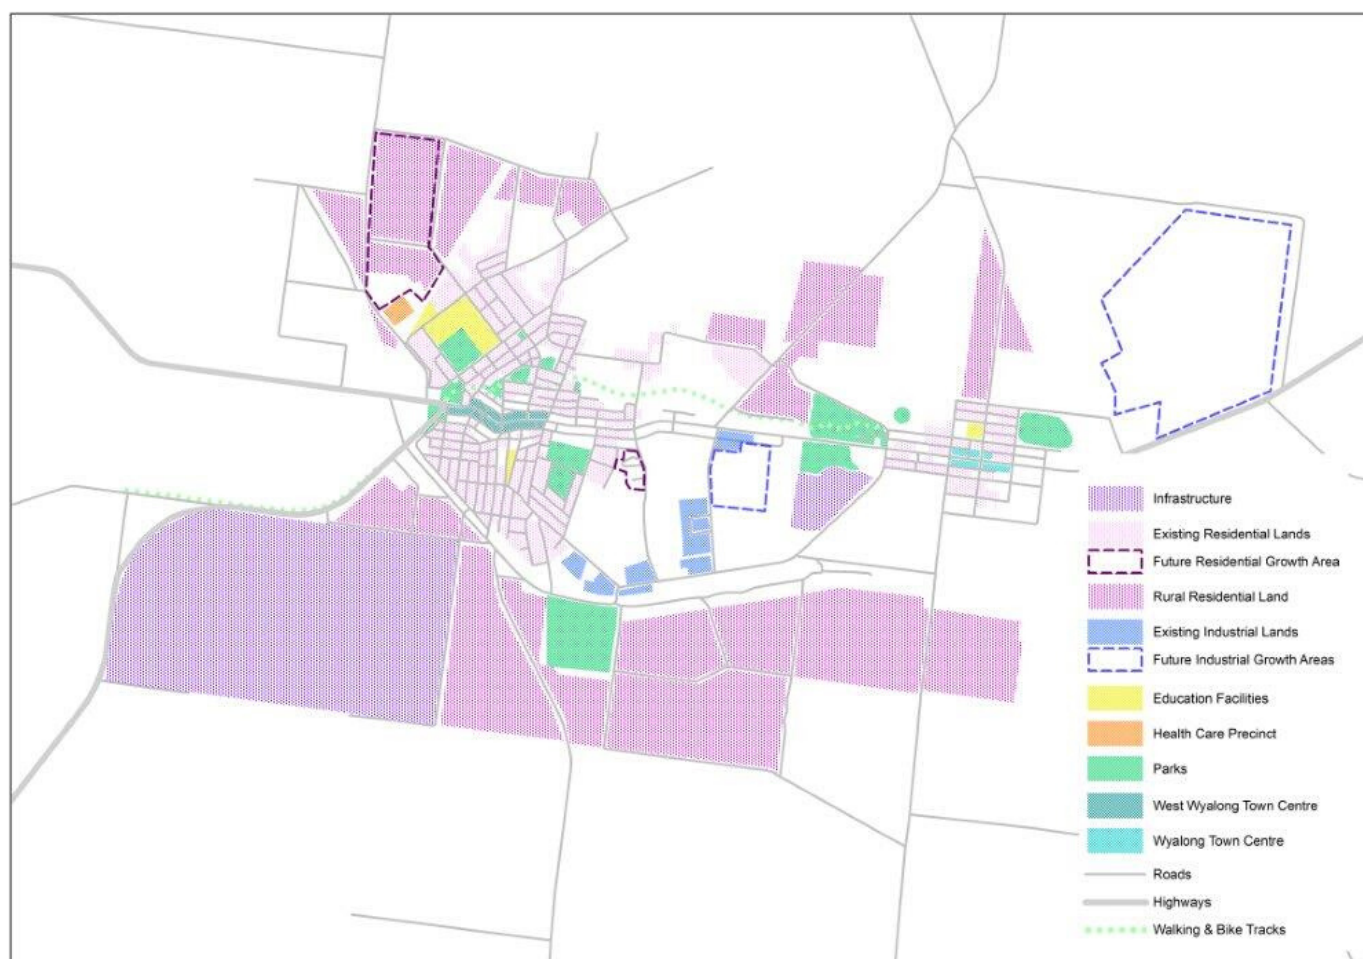 Infrastructure
Existing Residential Lands
Future Residential Growth Area
Rural Residential Land
Existing Industrial Lands
Future Industrial Growth Areas
Education Facilities
Health Care Precinct
Parks
West Wyalong Town Centre
Wyalong Town Centre
Roads
Highways
Walking & Bike Tracks